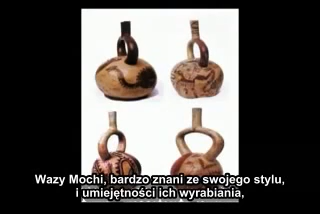 Wazy Mochi, bardzo znani ze swojego stylu,
i umiejętności ich wyrabiania,